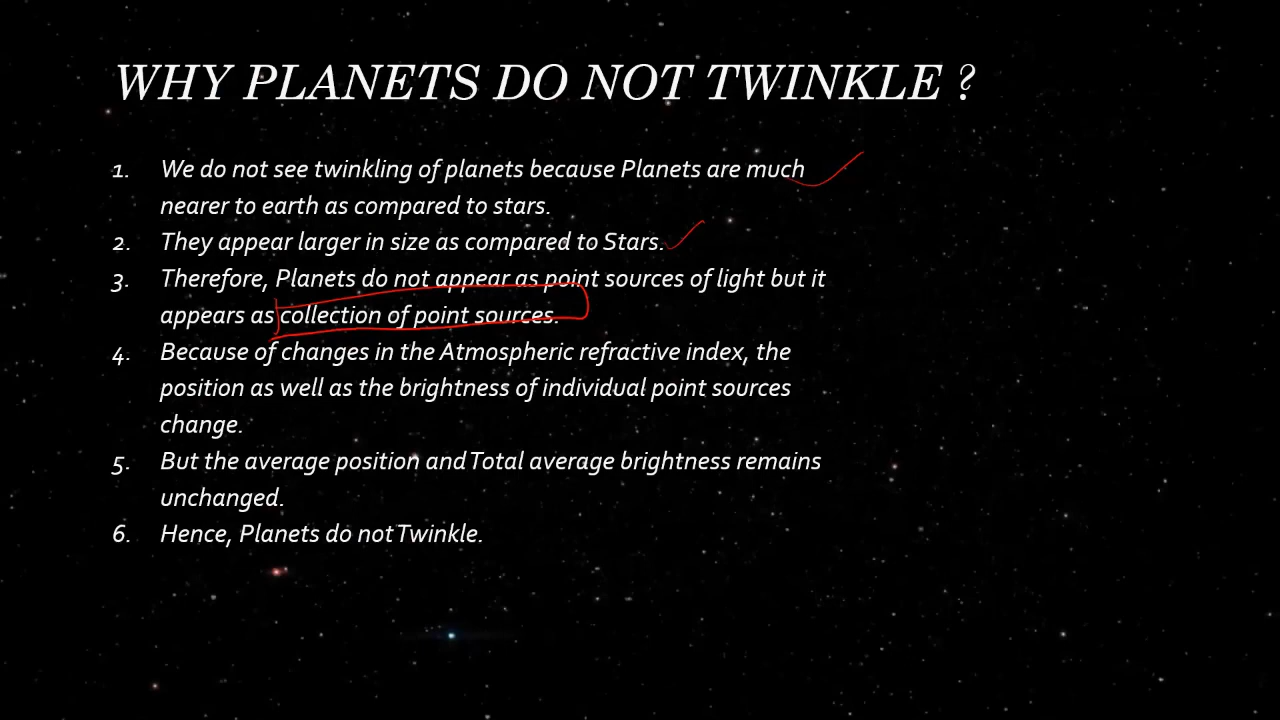 WHY PLANETS DO NOT TWINKLE ?
1. We do not see twinkling of planets because Planets are much
nearer to earth as compared to stars.
2. They appear larger in size as compared to Stars.
3. Therefore, Planets do not appear as point sources of light but it
appears as collection of point sources.
4. Because of changes in the Atmospheric refractive index, the
position as well as the brightness of individual point sources
change.
5. But the average position and Total average brightness remains
unchanged.
6. Hence, Planets do not Twinkle.